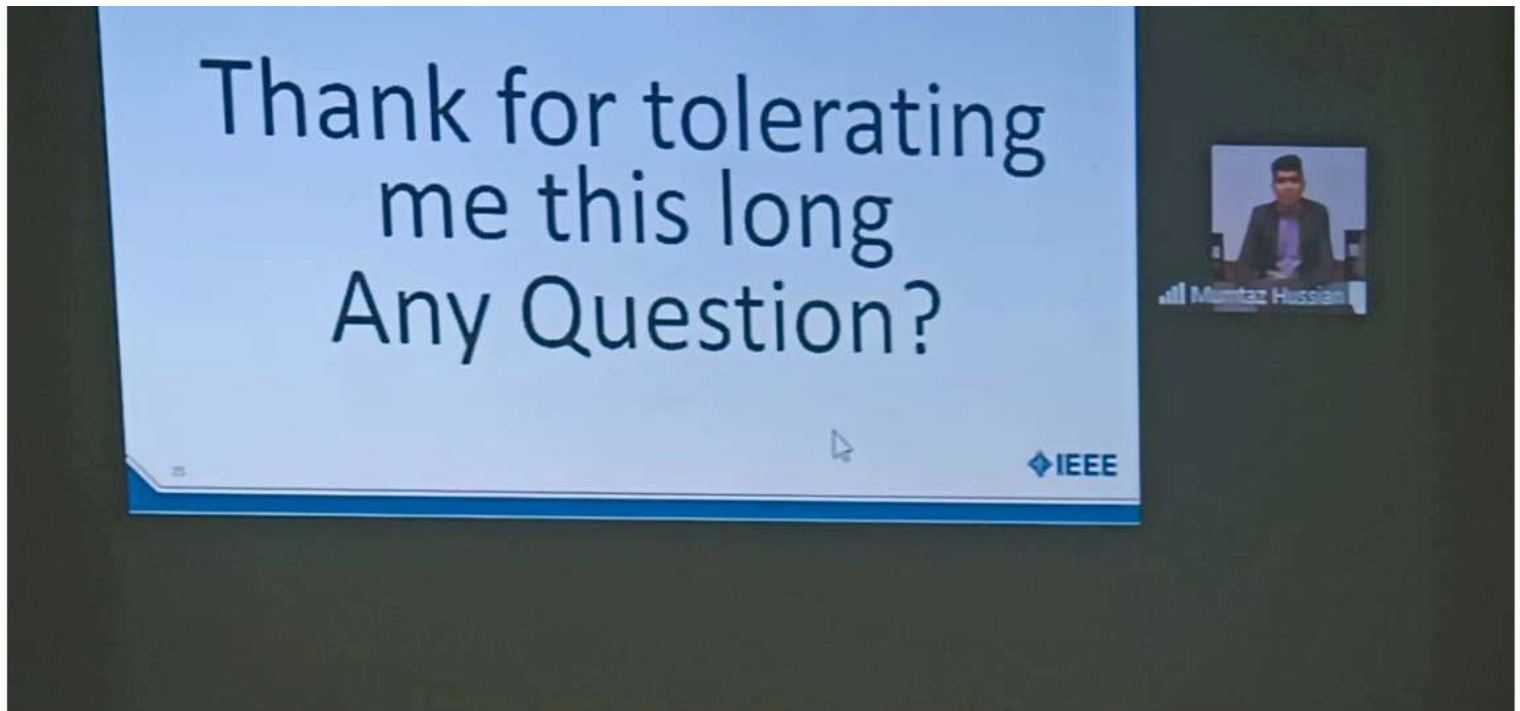 Thank for tolerating
me this long
Any Question?
IEEE
Mumtaz Hussian